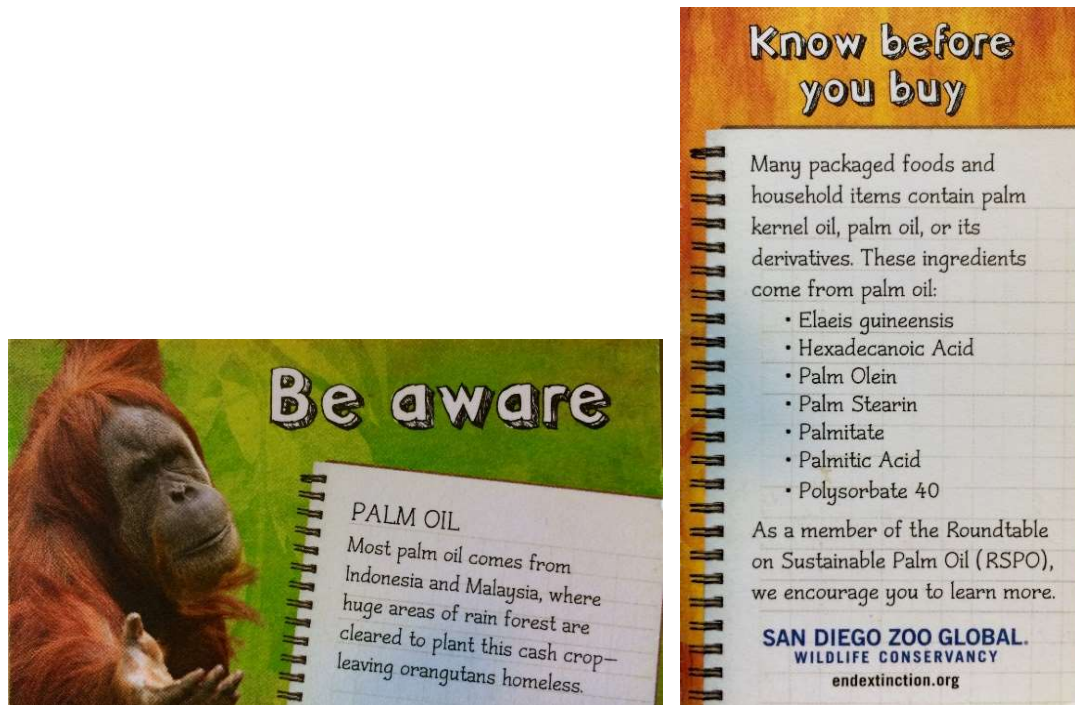 Be aware
PALM OIL
Most palm oil comes from
Indonesia and Malaysia, where
huge areas of rain forest are
cleared to plant this cash crop—
leaving orangutans homeless.
Know before
you buy
Many packaged foods and
household items contain palm
kernel oil, palm oil, or its
derivatives. These ingredients
come from palm oil:
• Elaeis guineensis
• Hexadecanoic Acid
• Palm Olein
• Palm Stearin
• Palmitate
• Palmitic Acid
• Polysorbate 40
As a member of the Roundtable
on Sustainable Palm Oil (RSPO),
we encourage you to learn more.
SAN DIEGO ZOO GLOBAL.
WILDLIFE CONSERVANCY
endextinction.org